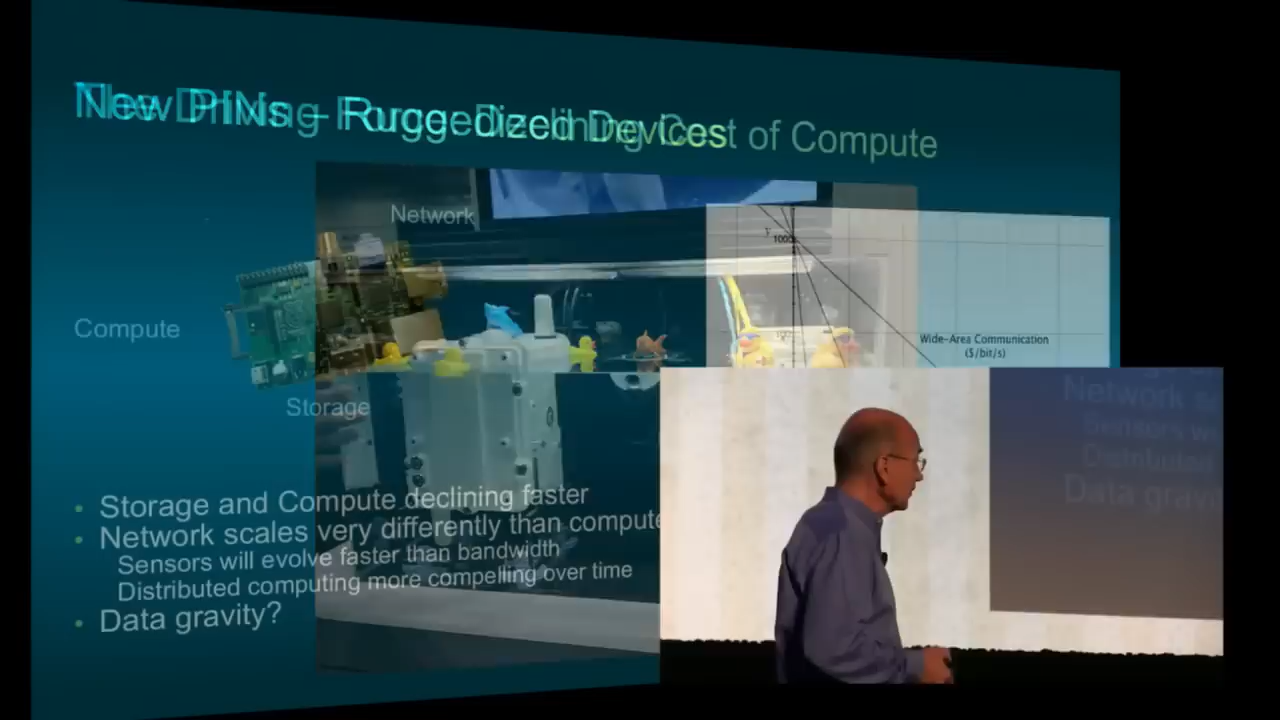 New PINs – Ruggedized Devices
Cost of Compute
Network
1000
Wide-Area Communication
($/bit/s)
Compute
Storage
• Storage and Compute declining faster
• Network scales very differently than compute
Sensors will evolve faster than bandwidth
Distributed computing more compelling over time
• Data gravity?
Network
Sensors
Distributed
Data grav